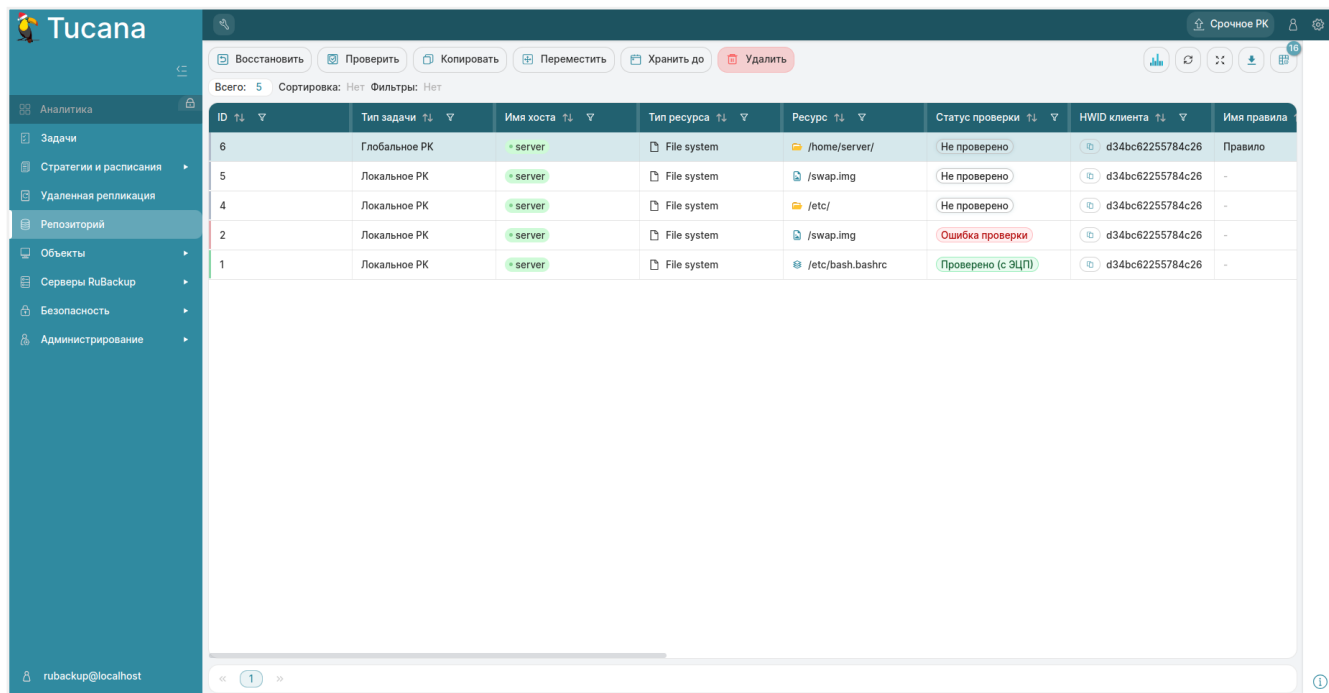 Tucana
Срочное РК
Аналитика
Задачи
Стратегии и расписания
Удаленная репликация
Репозиторий
Объекты
Серверы RuBackup
Безопасность
Администрирование
rubackup@localhost
Восстановить Проверить Копировать Переместить Хранить до Удалить 16
Всего: 5 Сортировка: Нет Фильтры: Нет
ID Тип задачи Имя хоста Тип ресурса Ресурс Статус проверки HWID клиента Имя правила
6 Глобальное РК server File system /home/server/ Не проверено d34bc62255784c26 Правило
5 Локальное РК server File system /swap.img Не проверено d34bc62255784c26 -
4 Локальное РК server File system /etc/ Не проверено d34bc62255784c26 -
2 Локальное РК server File system /swap.img Ошибка проверки d34bc62255784c26 -
1 Локальное РК server File system /etc/bash.bashrc Проверено (с ЭЦП) d34bc62255784c26 -
« 1 »